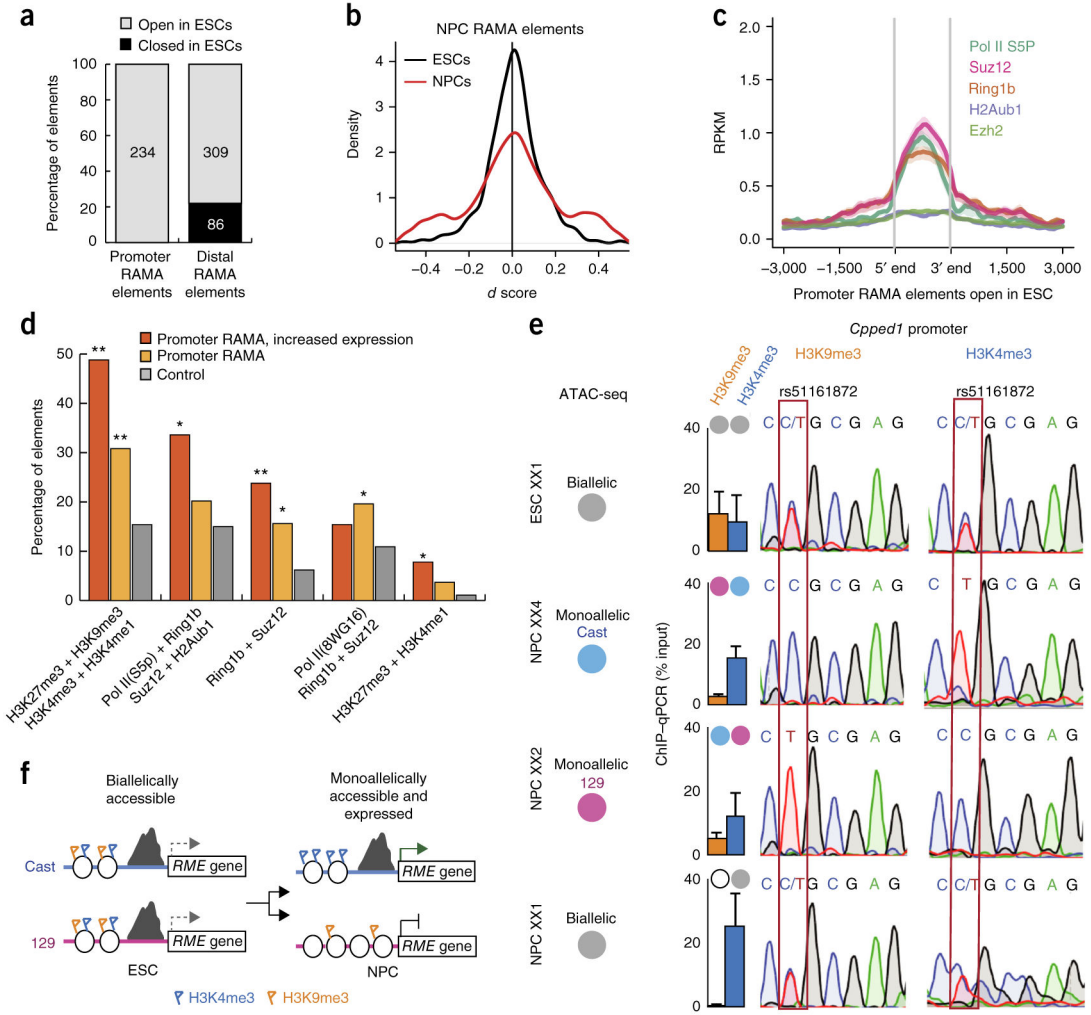 a
Open in ESCs
Closed in ESCs
Percentage of elements
100
80
60
40
20
0
234
309
86
Promoter
RAMA
elements
Distal
RAMA
elements
b
NPC RAMA elements
ESCs
NPCs
Density
4
3
2
1
0
−0.4
−0.2
0.0
0.2
0.4
d score
c
2.0
1.5
1.0
0.5
0.0
RPKM
Pol II S5P
Suz12
Ring1b
H2Aub1
Ezh2
−3,000
−1,500
5′ end
3′ end
1,500
3,000
Promoter RAMA elements open in ESC
d
Promoter RAMA, increased expression
Promoter RAMA
Control
Percentage of elements
50
40
30
20
10
0
**
**
*
**
*
*
*
H3K27me3 + H3K9me3
H3K4me3 + H3K4me1
Pol II(S5p) + Ring1b
Suz12 + H2Aub1
Ring1b + Suz12
Pol II(8WG16)
Ring1b + Suz12
H3K27me3 + H3K4me1
e
Cpped1 promoter
H3K9me3
H3K4me3
H3K9me3
H3K4me3
rs51161872
rs51161872
ATAC-seq
ChIP–qPCR (% input)
ESC XX1
Biallelic
40
20
0
C C/T G C G A G
C C/T G C G A G
NPC XX4
Monoallelic
Cast
40
20
0
C C G C G A G
C T G C G A G
NPC XX2
Monoallelic
129
40
20
0
C T G C G A G
C C G C G A G
NPC XX1
Biallelic
40
20
0
C C/T G C G A G
C C/T G C G A G
f
Biallelically
accessible
Monoallelically
accessible and
expressed
Cast
RME gene
RME gene
129
RME gene
RME gene
ESC
NPC
H3K4me3
H3K9me3